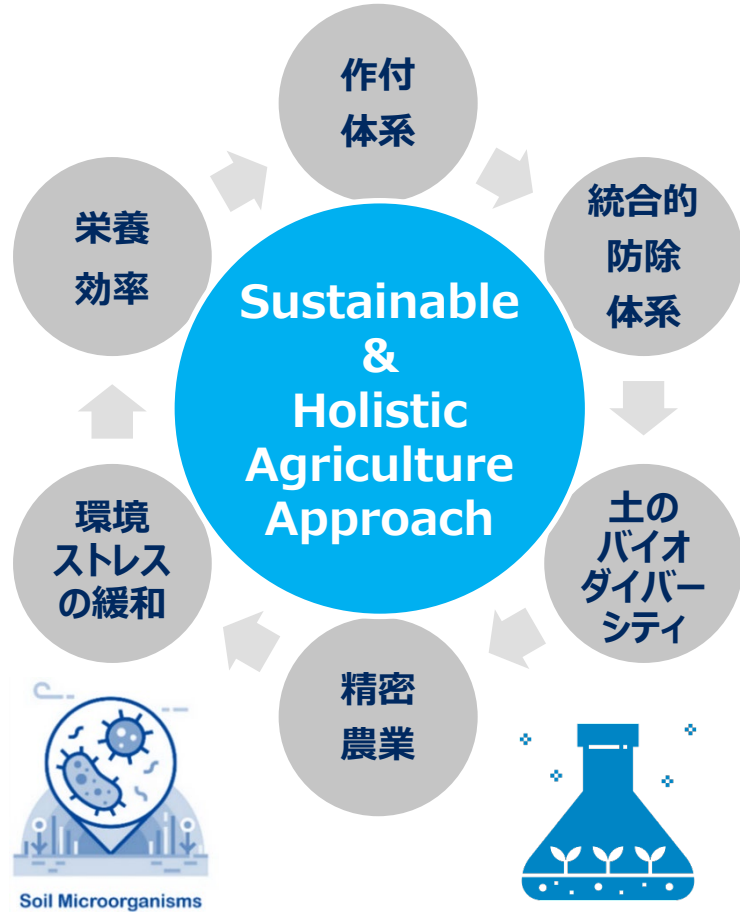 作付
体系
統合的
防除
体系
土の
バイオ
ダイバー
シティ
精密
農業
環境
ストレス
の緩和
栄養
効率
Sustainable
&
Holistic
Agriculture
Approach
Soil Microorganisms